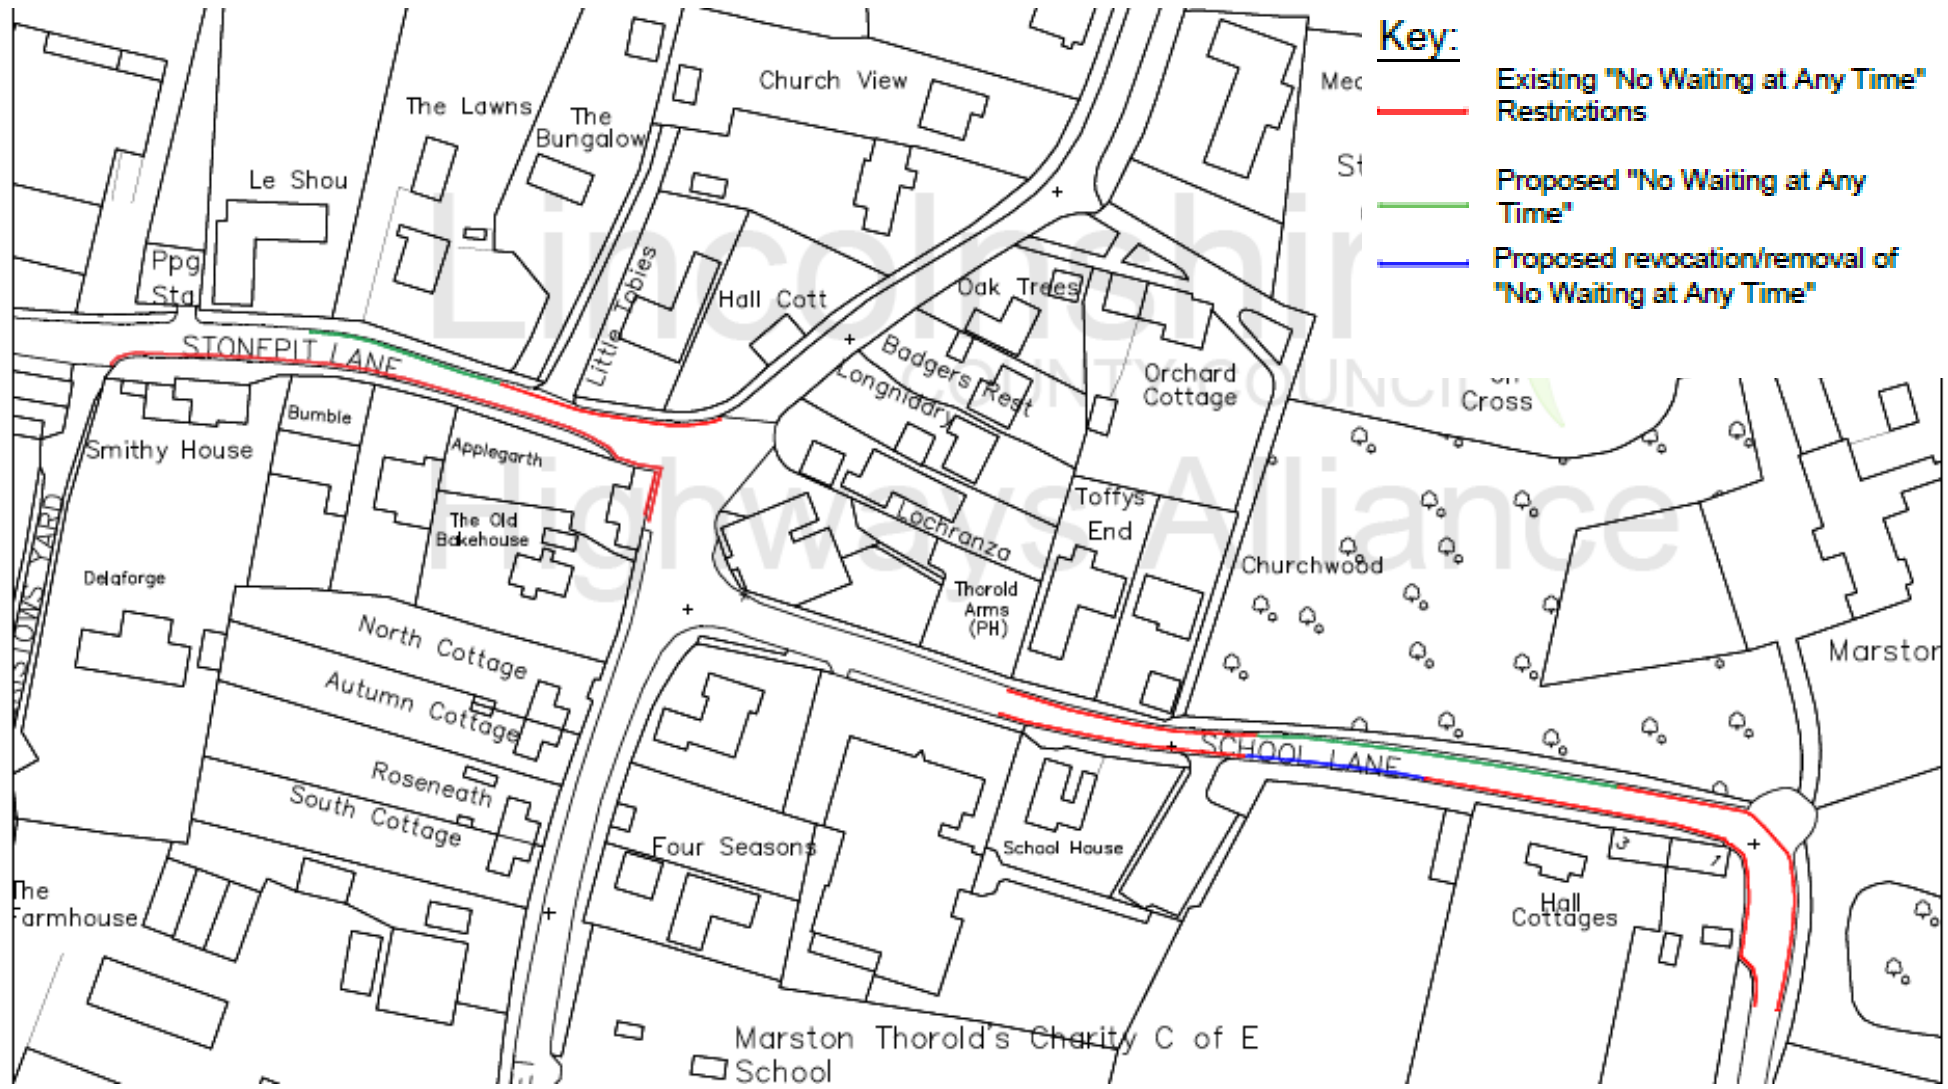 Key:
Existing "No Waiting at Any Time"
Restrictions
Proposed "No Waiting at Any
Time"
Proposed revocation/removal of
"No Waiting at Any Time"
Church View
The Lawns
The
Bungalow
Le Shou
Ppg
Sta
Little Tobies
Hall Cott
Oak Trees
Badgers Rest
Longniddry
Orchard
Cottage
Cross
STONEPIT LANE
Smithy House
Bumble
Applegarth
The Old
Bakehouse
Delaforge
Lochranza
Toffys
End
Thorold
Arms
(PH)
Churchwood
Marston
North Cottage
Autumn Cottage
Roseneath
South Cottage
SCHOOL LANE
Four Seasons
School House
3
1
Hall
Cottages
The
Farmhouse
Marston Thorold's Charity C of E
School
COUNTY COUNCIL
Highways Alliance